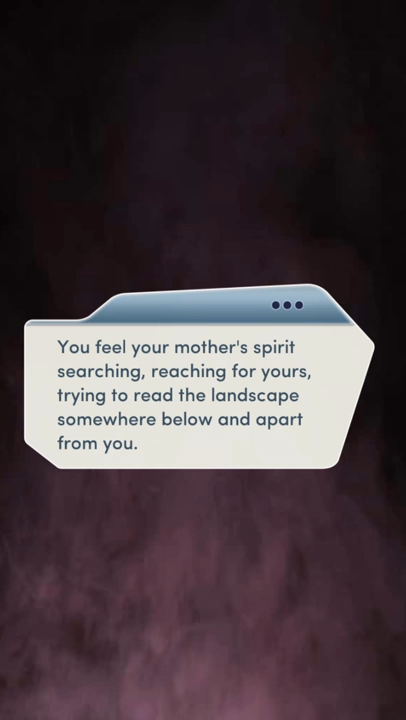 You feel your mother's spirit
searching, reaching for yours,
trying to read the landscape
somewhere below and apart
from you.